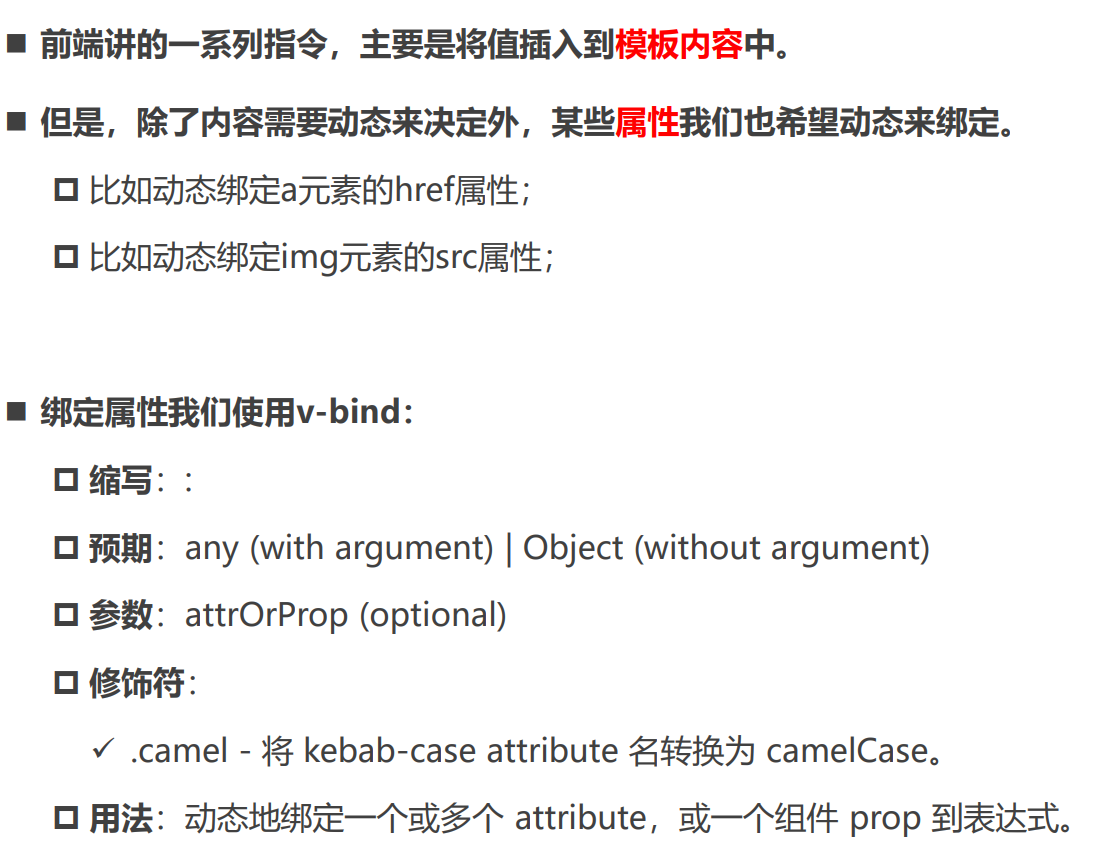 前端讲的一系列指令，主要是将值插入到模板内容中。
但是，除了内容需要动态来决定外，某些属性我们也希望动态来绑定。
比如动态绑定a元素的href属性；
比如动态绑定img元素的src属性；
绑定属性我们使用v-bind：
缩写：:
预期：any (with argument) | Object (without argument)
参数：attrOrProp (optional)
修饰符：
✓ .camel - 将 kebab-case attribute 名转换为 camelCase。
用法：动态地绑定一个或多个 attribute，或一个组件 prop 到表达式。